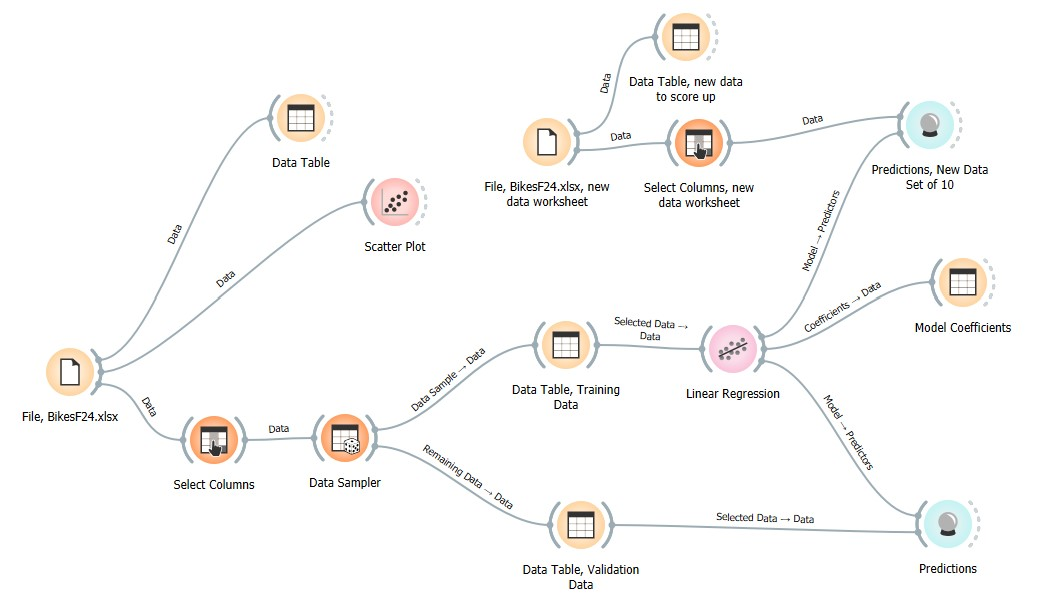 Data Table, new data
to score up
Data
Data
Data
Data Table
File, BikesF24.xlsx, new
data worksheet
Select Columns, new
data worksheet
Predictions, New Data
Set of 10
Scatter Plot
Data
Data
Model → Predictors
Coefficients → Data
Model Coefficients
Selected Data →
Data
Data Sample → Data
Data Table, Training
Data
Linear Regression
File, BikesF24.xlsx
Data
Data
Select Columns
Data Sampler
Remaining Data → Data
Model → Predictors
Selected Data → Data
Data Table, Validation
Data
Predictions